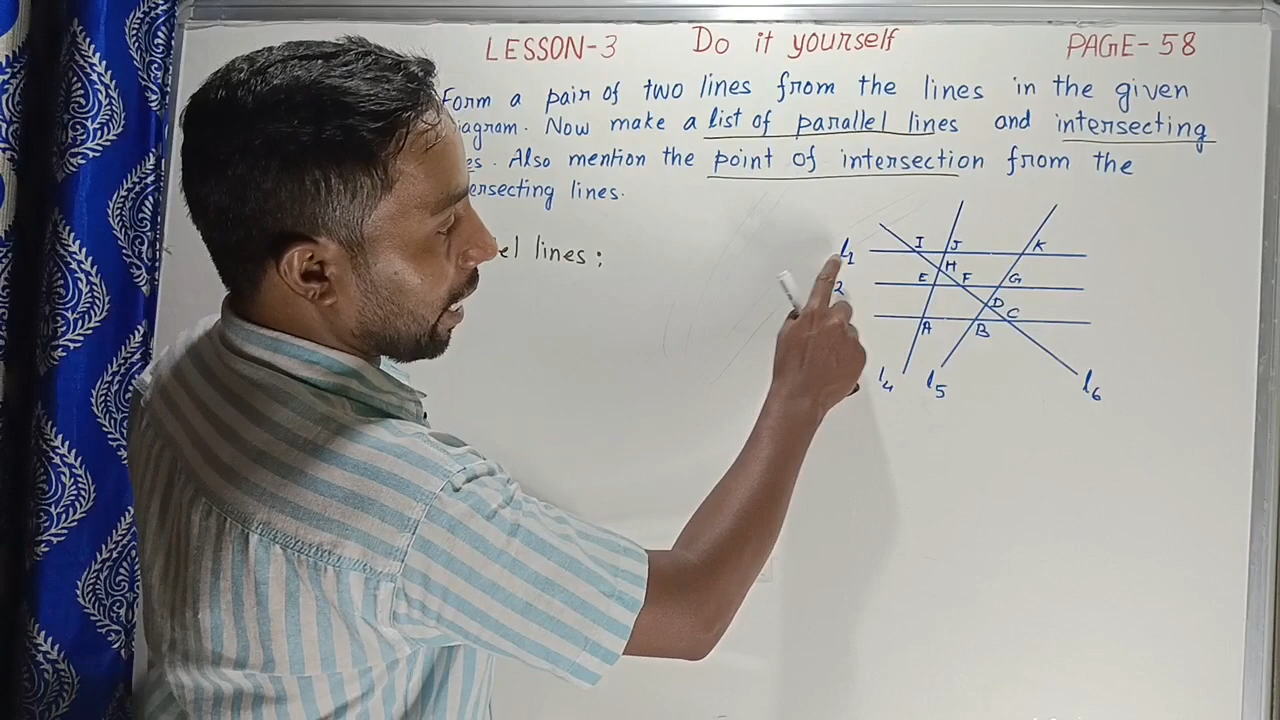 LESSON-3 Do it yourself PAGE-58
Form a pair of two lines from the lines in the given
iagram. Now make a list of parallel lines and intersecting
es. Also mention the point of intersection from the
ersecting lines.
el lines;
l1
2
I J K
E H F G
D C
A B
l4 l5 l6